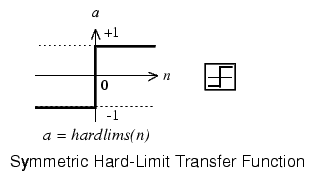 a
+1
n
0
-1
a = hardlims(n)
Symmetric Hard-Limit Transfer Function